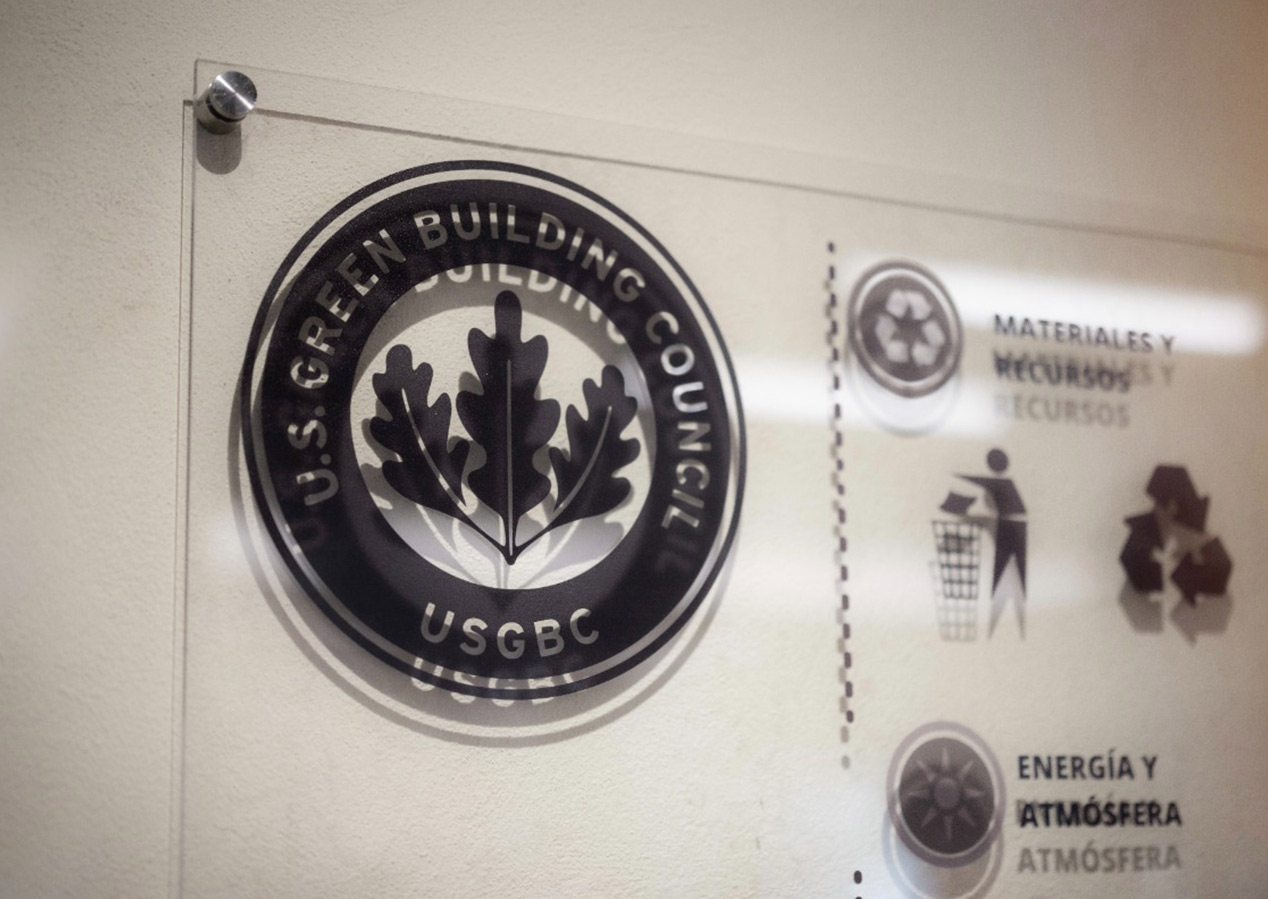 U.S. GREEN BUILDING COUNCIL
USGBC
MATERIALES Y
RECURSOS
ENERGÍA Y
ATMÓSFERA